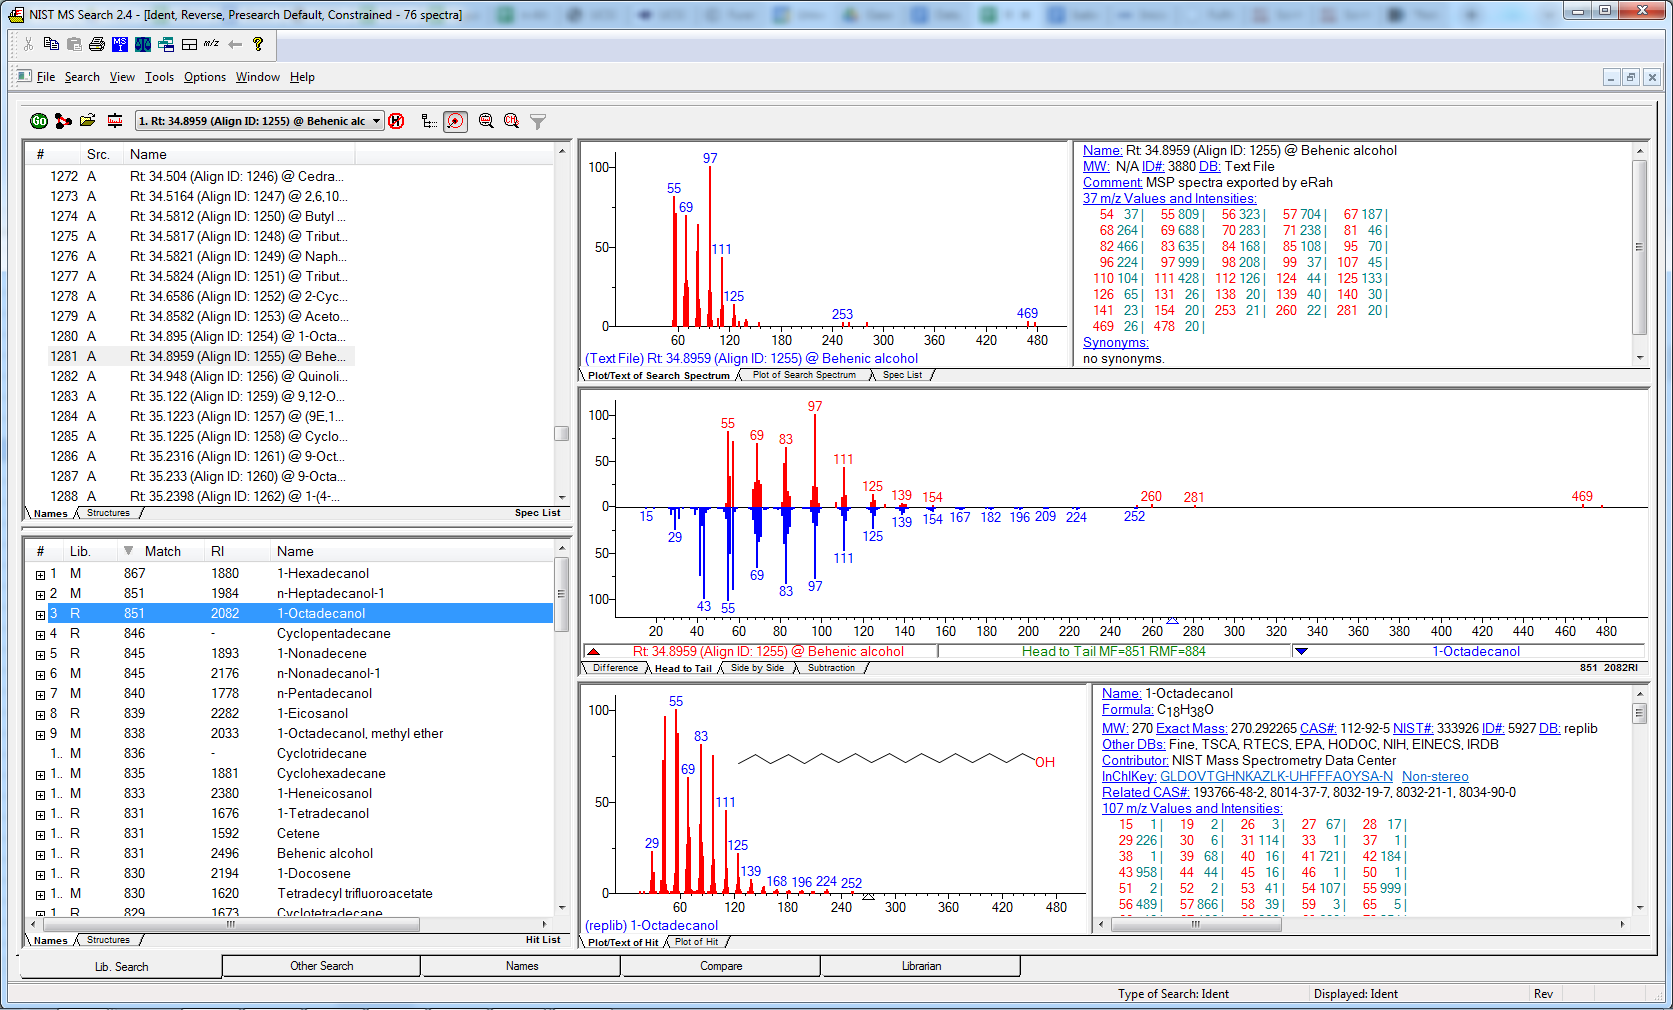 NIST MS Search 2.4 - [Ident, Reverse, Presearch Default, Constrained - 76 spectra]
MS
m/z
File Search View Tools Options Window Help
GO
1. Rt: 34.8959 (Align ID: 1255) @ Behenic alc
# Src. Name
1272 A Rt: 34.504 (Align ID: 1246) @ Cedra...
1273 A Rt: 34.5164 (Align ID: 1247) @ 2,6,10...
1274 A Rt: 34.5812 (Align ID: 1250) @ Butyl ...
1275 A Rt: 34.5817 (Align ID: 1248) @ Tribut...
1276 A Rt: 34.5821 (Align ID: 1249) @ Naph...
1277 A Rt: 34.5824 (Align ID: 1251) @ Tribut...
1278 A Rt: 34.6586 (Align ID: 1252) @ 2-Cyc...
1279 A Rt: 34.8582 (Align ID: 1253) @ Aceto...
1280 A Rt: 34.895 (Align ID: 1254) @ 1-Octa...
1281 A Rt: 34.8959 (Align ID: 1255) @ Behe...
1282 A Rt: 34.948 (Align ID: 1256) @ Quinoli...
1283 A Rt: 35.122 (Align ID: 1259) @ 9,12-O...
1284 A Rt: 35.1223 (Align ID: 1257) @ (9E,1...
1285 A Rt: 35.1225 (Align ID: 1258) @ Cyclo...
1286 A Rt: 35.2316 (Align ID: 1261) @ 9-Oct...
1287 A Rt: 35.233 (Align ID: 1260) @ 9-Octa...
1288 A Rt: 35.2398 (Align ID: 1262) @ 1-(4-...
Names Structures Spec List
# Lib. Match RI Name
1 M 867 1880 1-Hexadecanol
2 M 851 1984 n-Heptadecanol-1
3 R 851 2082 1-Octadecanol
4 R 846 - Cyclopentadecane
5 R 845 1893 1-Nonadecene
6 M 845 2176 n-Nonadecanol-1
7 M 840 1778 n-Pentadecanol
8 R 839 2282 1-Eicosanol
9 M 838 2033 1-Octadecanol, methyl ether
1.. M 836 - Cyclotridecane
1.. M 835 1881 Cyclohexadecane
1.. M 833 2380 1-Heneicosanol
1.. R 831 1676 1-Tetradecanol
1.. R 831 1592 Cetene
1.. R 831 2496 Behenic alcohol
1.. R 830 2194 1-Docosene
1.. M 830 1620 Tetradecyl trifluoroacetate
1.. R 829 1673 Cyclotetradecane
Names Structures Hit List
100 50 0
97 55 69 111 125 253 469
60 120 180 240 300 360 420 480
(Text File) Rt: 34.8959 (Align ID: 1255) @ Behenic alcohol
Plot/Text of Search Spectrum Plot of Search Spectrum Spec List
Name: Rt: 34.8959 (Align ID: 1255) @ Behenic alcohol
MW: N/A ID#: 3880 DB: Text File
Comment: MSP spectra exported by eRah
37 m/z Values and Intensities:
54 37| 55 809| 56 323| 57 704| 67 187|
68 264| 69 688| 70 283| 71 238| 81 46|
82 466| 83 635| 84 168| 85 108| 95 70|
96 224| 97 999| 98 208| 99 37| 107 45|
110 104| 111 428| 112 126| 124 44| 125 133|
126 65| 131 26| 138 20| 139 40| 140 30|
141 23| 154 20| 253 21| 260 22| 281 20|
469 26| 478 20|
Synonyms:
no synonyms.
100 50 0 50 100
97 55 69 83 111 125 139 154 260 281 469
15 29 43 55 69 83 97 111 125 139 154 167 182 196 209 224 252
20 40 60 80 100 120 140 160 180 200 220 240 260 280 300 320 340 360 380 400 420 440 460 480
Rt: 34.8959 (Align ID: 1255) @ Behenic alcohol Head to Tail MF=851 RMF=884 1-Octadecanol
Difference Head to Tail Side by Side Subtraction 851 2082RI
100 50 0
55 83 69 111 29 125 139 168 196 224 252
OH
60 120 180 240 300 360 420 480
(replib) 1-Octadecanol
Plot/Text of Hit Plot of Hit
Name: 1-Octadecanol
Formula: C18H38O
MW: 270 Exact Mass: 270.292265 CAS#: 112-92-5 NIST#: 333926 ID#: 5927 DB: replib
Other DBs: Fine, TSCA, RTECS, EPA, HODOC, NIH, EINECS, IRDB
Contributor: NIST Mass Spectrometry Data Center
InChIKey: GLDOVTGHNKAZLK-UHFFFAOYSA-N Non-stereo
Related CAS#: 193766-48-2, 8014-37-7, 8032-19-7, 8032-21-1, 8034-90-0
107 m/z Values and Intensities:
15 1| 19 2| 26 3| 27 67| 28 17|
29 226| 30 6| 31 114| 33 1| 37 1|
38 1| 39 68| 40 16| 41 721| 42 184|
43 958| 44 44| 45 16| 46 1| 50 1|
51 2| 52 2| 53 41| 54 107| 55 999|
56 489| 57 866| 58 39| 59 3| 65 5|
Lib. Search Other Search Names Compare Librarian
Type of Search: Ident Displayed: Ident Rev